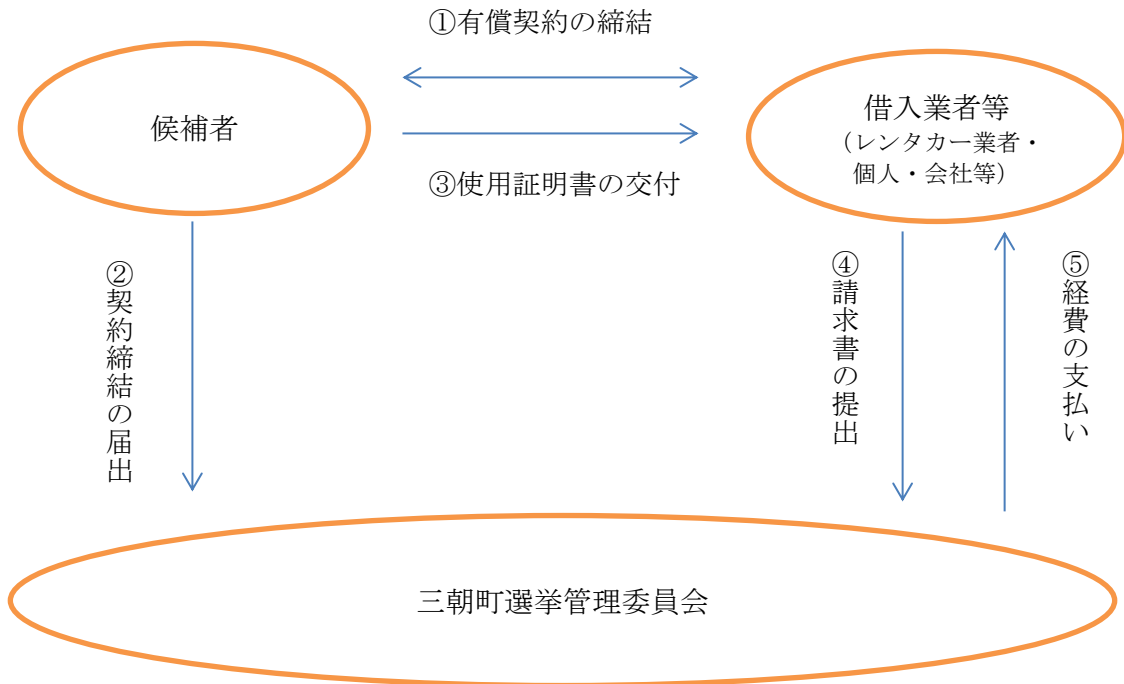 ①有償契約の締結
候補者
借入業者等
(レンタカー業者・
個人・会社等)
③使用証明書の交付
②契約締結の届出
④請求書の提出
⑤経費の支払い
三朝町選挙管理委員会